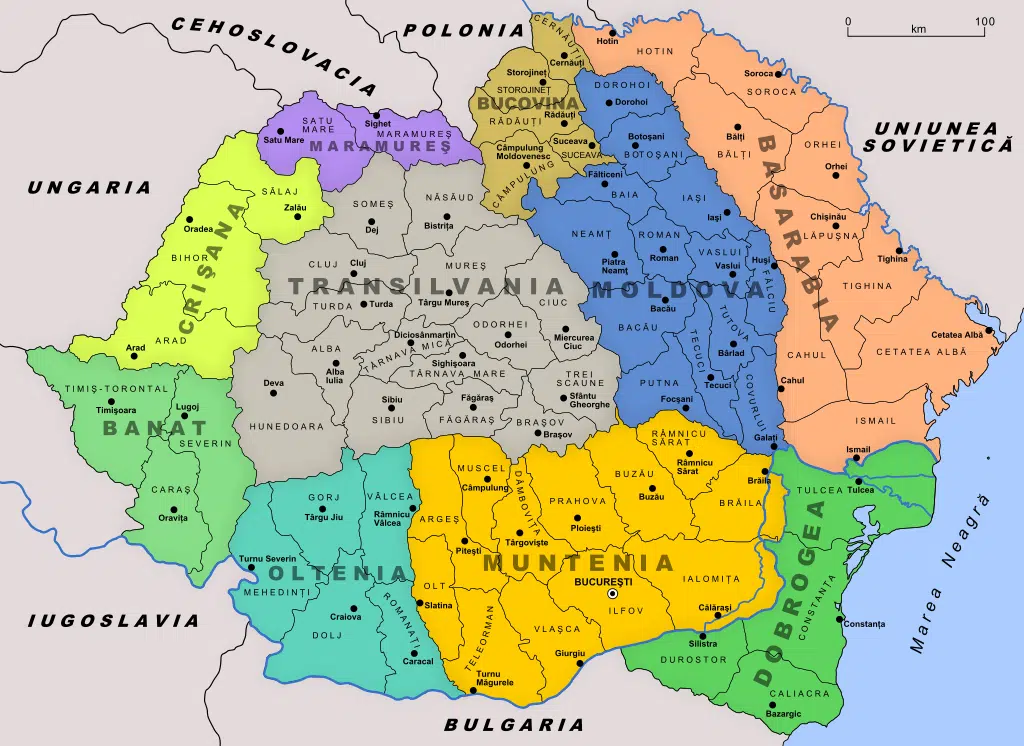 CEHOSLOVACIA
POLONIA
UNIUNEA
SOVIETICĂ
UNGARIA
IUGOSLAVIA
BULGARIA
Marea Neagră
0 100
km
CERNĂUȚI
Cernăuți
Storojineț
STOROJINEȚ
BUCOVINA
RĂDĂUȚI
Rădăuți
Suceava
SUCEAVA
Câmpulung
Moldovenesc
CÂMPULUNG
Hotin
HOTIN
Soroca
SOROCA
Bălți
BĂLȚI
ORHEI
Orhei
Chișinău
LĂPUȘNA
Tighina
TIGHINA
BASARABIA
Cetatea Albă
CETATEA ALBĂ
CAHUL
Cahul
ISMAIL
Ismail
DOROHOI
Dorohoi
Botoșani
BOTOȘANI
Fălticeni
BAIA
IAȘI
Iași
NEAMȚ
Piatra
Neamț
ROMAN
Roman
VASLUI
Vaslui
Huși
FĂLCIU
MOLDOVA
Bacău
BACĂU
TUTOVA
Bârlad
TECUCI
Tecuci
PUTNA
Focșani
COVURLUI
Galați
SATU
MARE
Satu Mare
Sighet
MARAMUREȘ
MARAMUREȘ
SĂLAJ
Zalău
Oradea
BIHOR
CRIȘANA
ARAD
Arad
SOMEȘ
Dej
NĂSĂUD
Bistrița
CLUJ
Cluj
MUREȘ
TRANSILVANIA
TURDA
Turda
Târgu Mureș
CIUC
Miercurea
Ciuc
ODORHEI
Odorhei
Diciosânmartin
TÂRNAVA MICĂ
Sighișoara
TÂRNAVA MARE
ALBA
Alba
Iulia
Deva
HUNEDOARA
Sibiu
SIBIU
Făgăraș
FĂGĂRAȘ
TREI
SCAUNE
Sfântu
Gheorghe
BRAȘOV
Brașov
TIMIȘ-TORONTAL
Timișoara
Lugoj
BANAT
SEVERIN
CARAȘ
Oravița
GORJ
Târgu Jiu
VÂLCEA
Râmnicu
Vâlcea
Turnu Severin
OLTENIA
MEHEDINȚI
Craiova
DOLJ
ROMANAȚI
Caracal
MUSCEL
Câmpulung
ARGEȘ
Pitești
DÂMBOVIȚA
Târgoviște
PRAHOVA
Ploiești
BUZĂU
Buzău
RÂMNICU
SĂRAT
Râmnicu
Sărat
BRĂILA
Brăila
MUNTENIA
OLT
Slatina
TELEORMAN
Turnu
Măgurele
VLAȘCA
Giurgiu
BUCUREȘTI
ILFOV
IALOMIȚA
Călărași
TULCEA
Tulcea
DOBROGEA
CONSTANȚA
Constanța
Silistra
DUROSTOR
CALIACRA
Bazargic